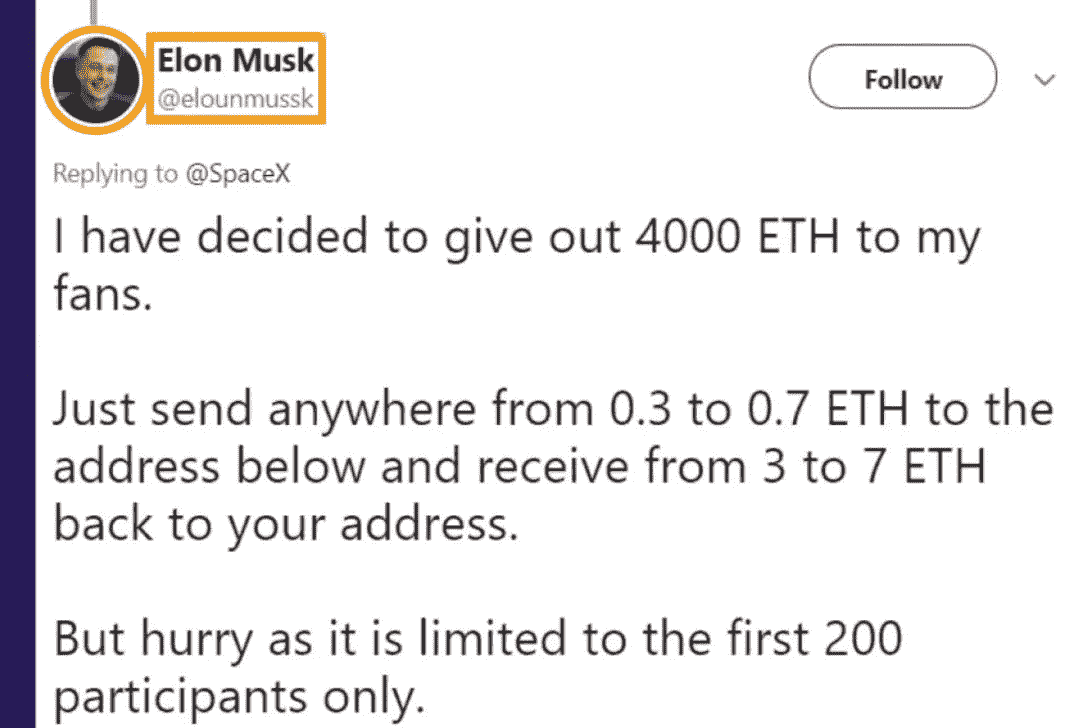 Elon Musk
@elounmussk
Follow
Replying to @SpaceX
I have decided to give out 4000 ETH to my
fans.
Just send anywhere from 0.3 to 0.7 ETH to the
address below and receive from 3 to 7 ETH
back to your address.
But hurry as it is limited to the first 200
participants only.